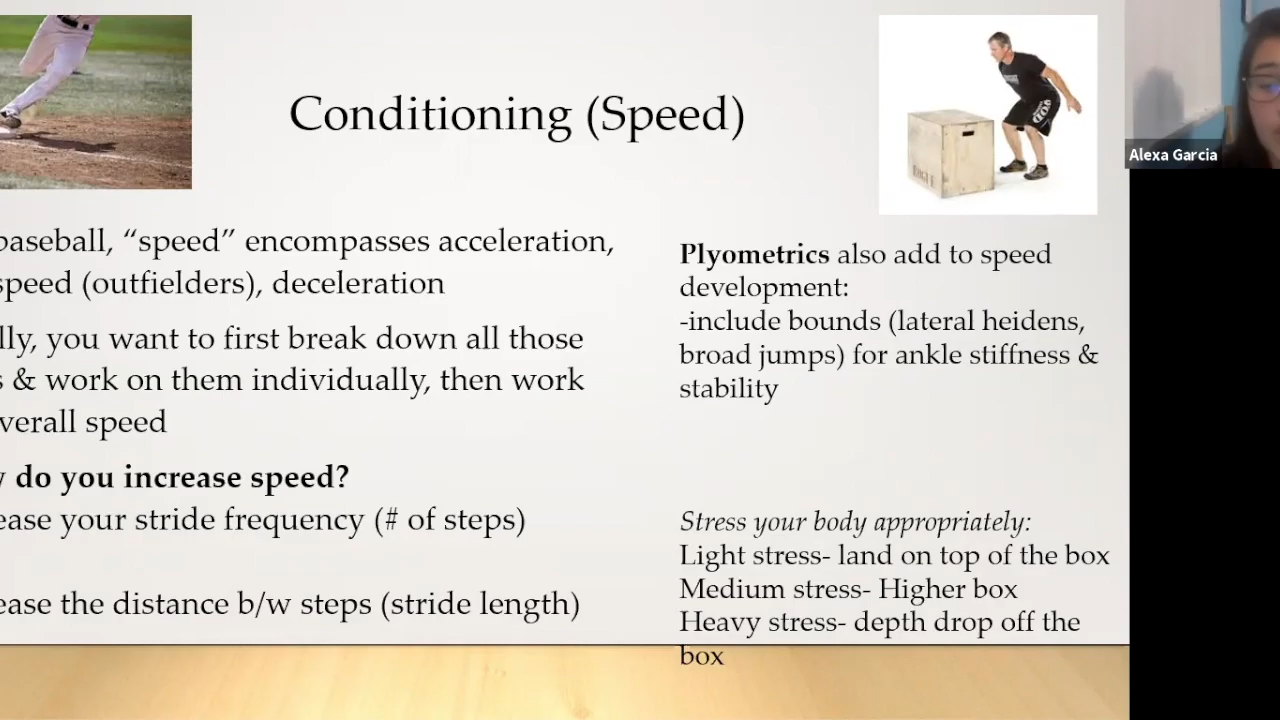 Conditioning (Speed)
baseball, “speed” encompasses acceleration,
speed (outfielders), deceleration
lly, you want to first break down all those
s & work on them individually, then work
verall speed
do you increase speed?
ease your stride frequency (# of steps)
ease the distance b/w steps (stride length)
Plyometrics also add to speed
development:
-include bounds (lateral heidens,
broad jumps) for ankle stiffness &
stability
Stress your body appropriately:
Light stress- land on top of the box
Medium stress- Higher box
Heavy stress- depth drop off the
box
Alexa Garcia